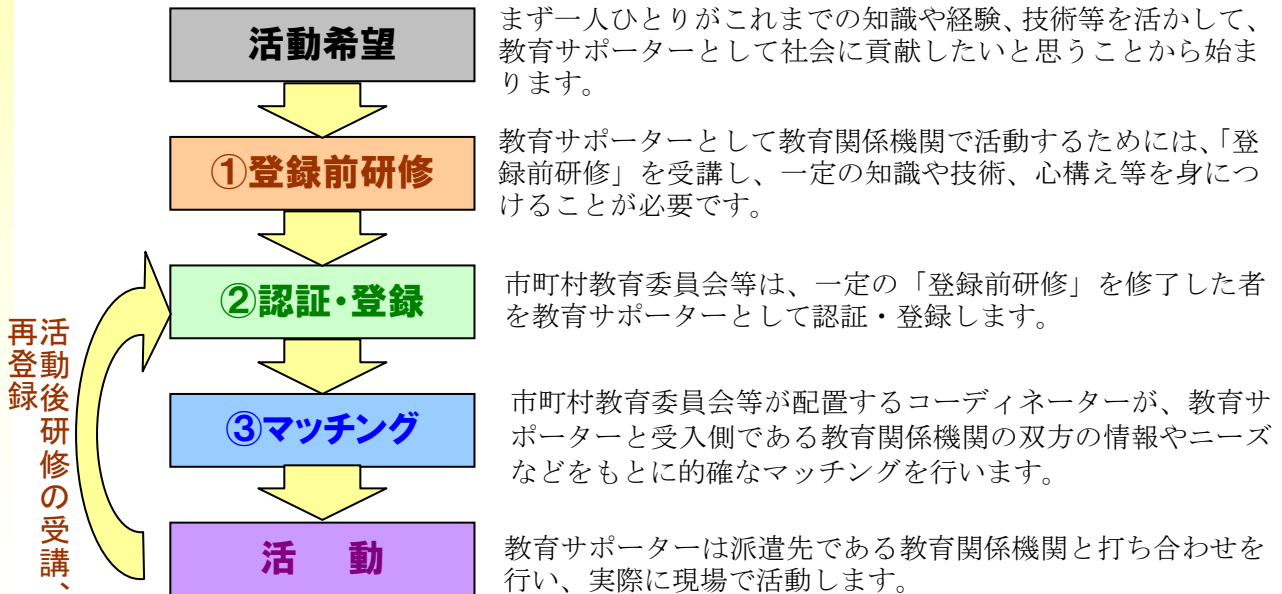 活動希望
まず一人ひとりがこれまでの知識や経験、技術等を活かして、
教育サポーターとして社会に貢献したいと思うことから始ま
ります。
①登録前研修
教育サポーターとして教育関係機関で活動するためには、「登
録前研修」を受講し、一定の知識や技術、心構え等を身につ
けることが必要です。
②認証・登録
市町村教育委員会等は、一定の「登録前研修」を修了した者
を教育サポーターとして認証・登録します。
③マッチング
市町村教育委員会等が配置するコーディネーターが、教育サ
ポーターと受入側である教育関係機関の双方の情報やニーズ
などをもとに的確なマッチングを行います。
活　動
教育サポーターは派遣先である教育関係機関と打ち合わせを
行い、実際に現場で活動します。
活動後研修の受講、
再登録